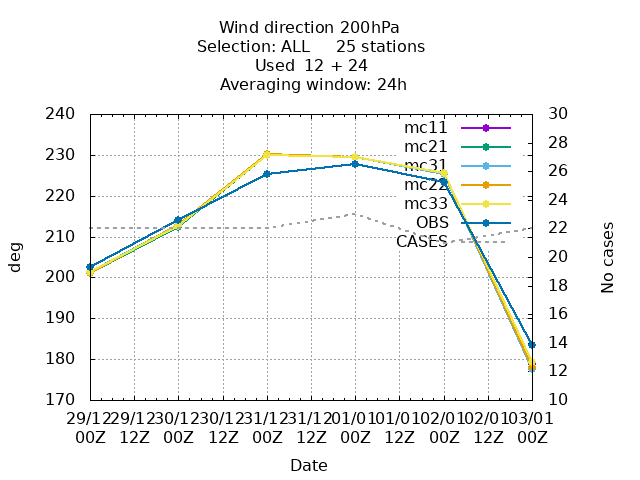 Wind direction 200hPa
Selection: ALL 25 stations
Used 12 + 24
Averaging window: 24h
240
230
220
210
200
190
180
170
deg
30
28
26
24
22
20
18
16
14
12
10
No cases
mc11
mc21
mc31
mc22
mc33
OBS
CASES
29/12 29/12 30/12 30/12 31/12 31/12 01/01 01/01 02/01 02/01 03/01
00Z 12Z 00Z 12Z 00Z 12Z 00Z 12Z 00Z 12Z 00Z
Date